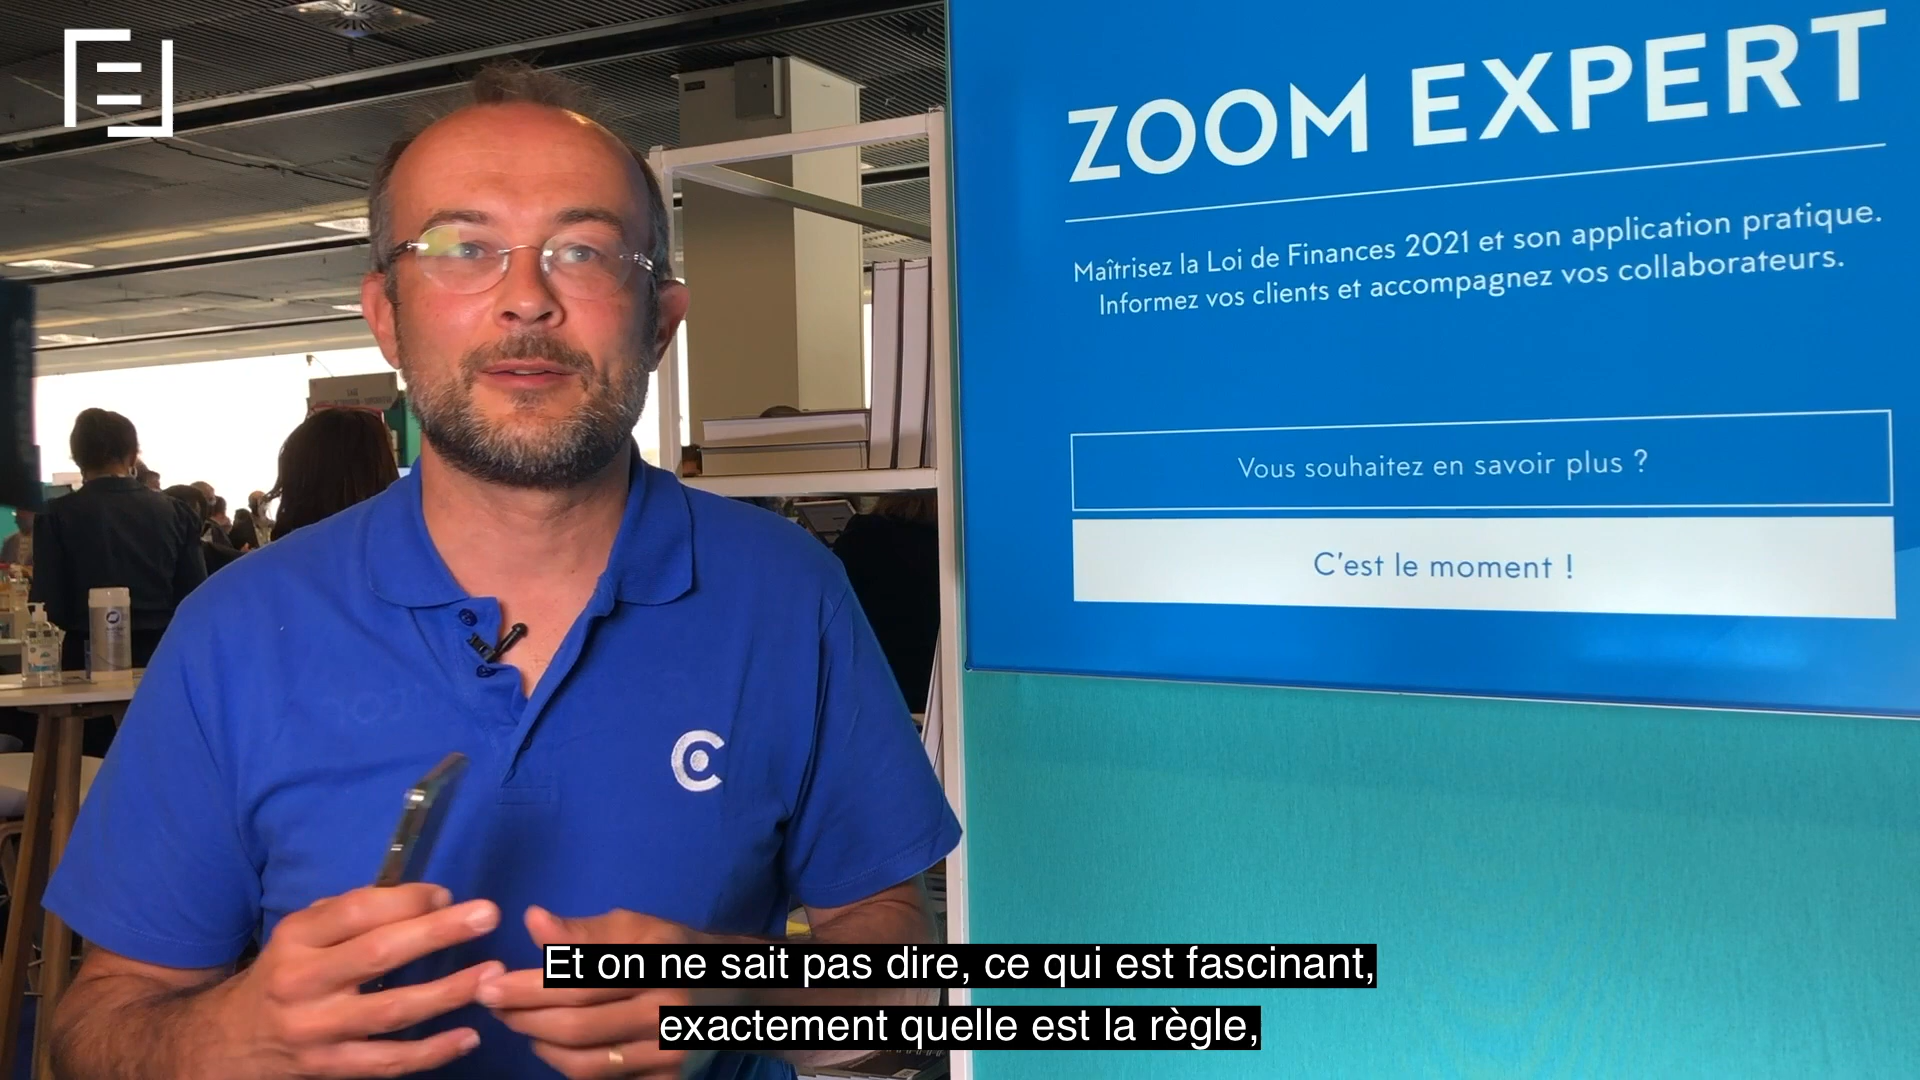 ZOOM EXPERT
Maîtrisez la Loi de Finances 2021 et son application pratique.
Informez vos clients et accompagnez vos collaborateurs.
Vous souhaitez en savoir plus ?
C'est le moment !
Et on ne sait pas dire, ce qui est fascinant,
exactement quelle est la règle,